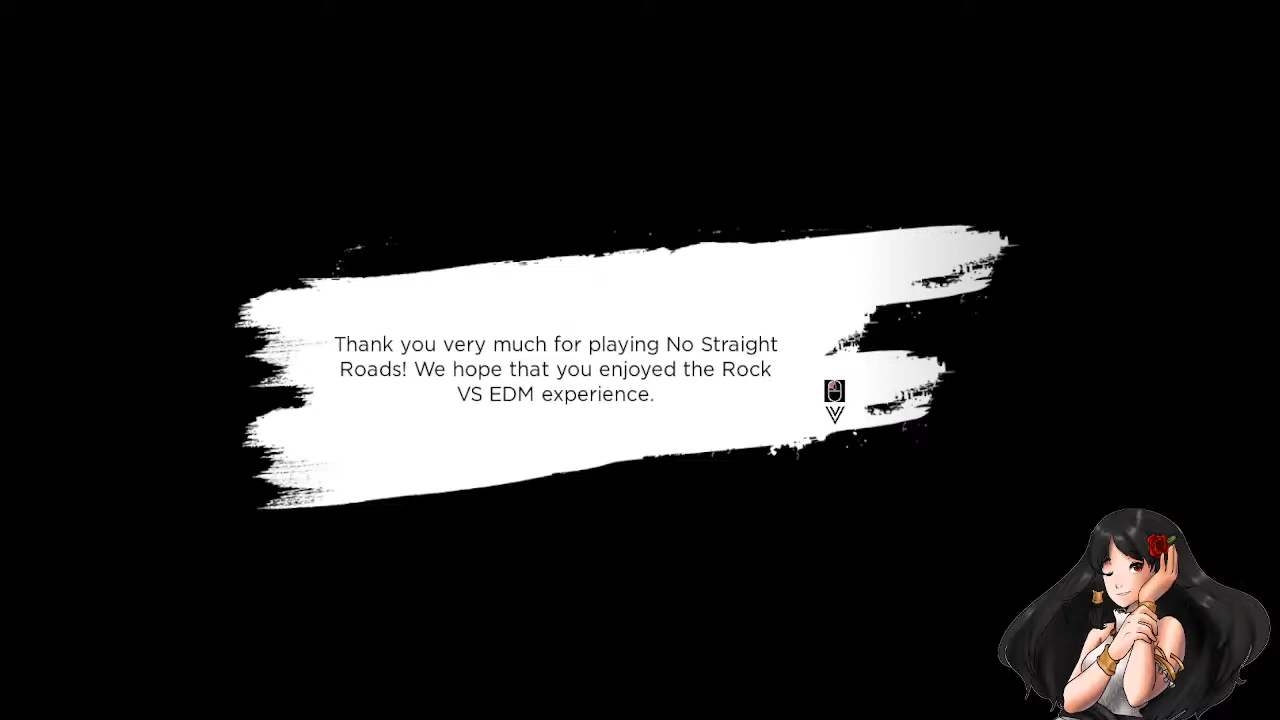 Thank you very much for playing No Straight
Roads! We hope that you enjoyed the Rock
VS EDM experience.